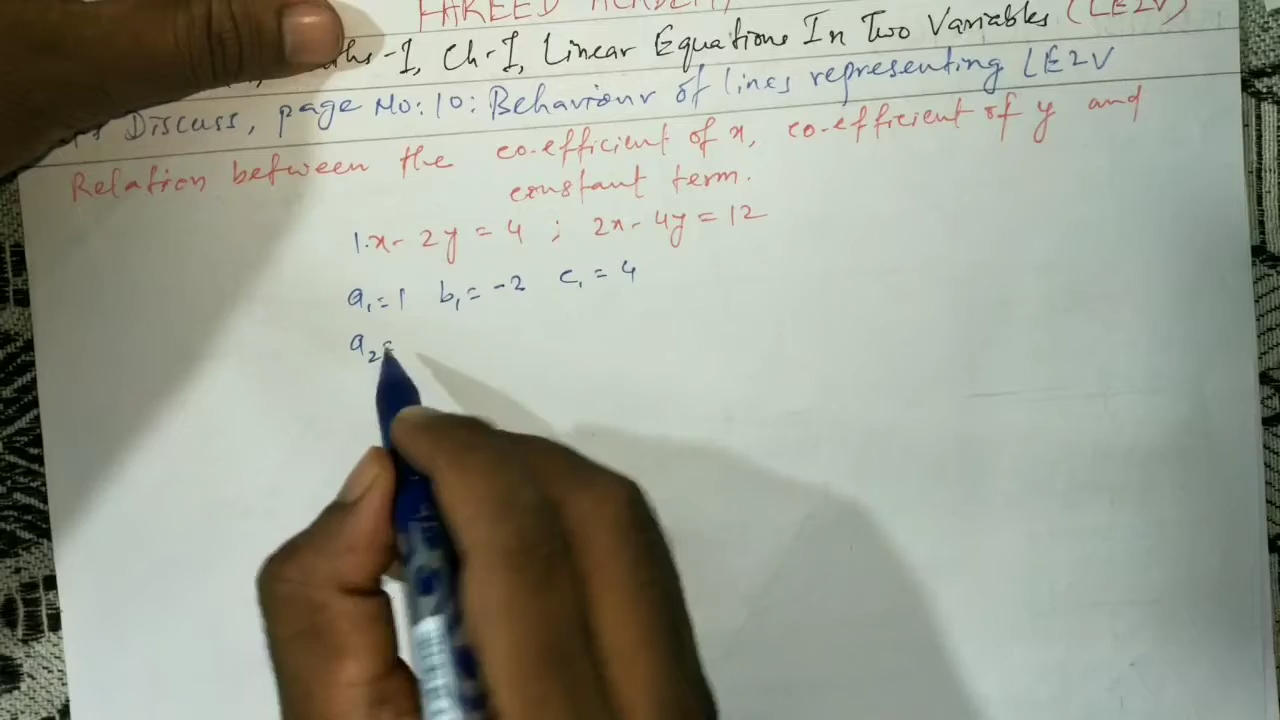 FAREED ACADEMY
-I, Ch-I, Linear Equations In Two Variables (LE2V)
Discuss, page No: 10: Behaviour of lines representing LE2V
Relation between the co-efficient of x, co-efficient of y and
constant term.
1.x - 2y = 4 ; 2x - 4y = 12
a₁ = 1 b₁ = -2 c₁ = 4
a₂ =